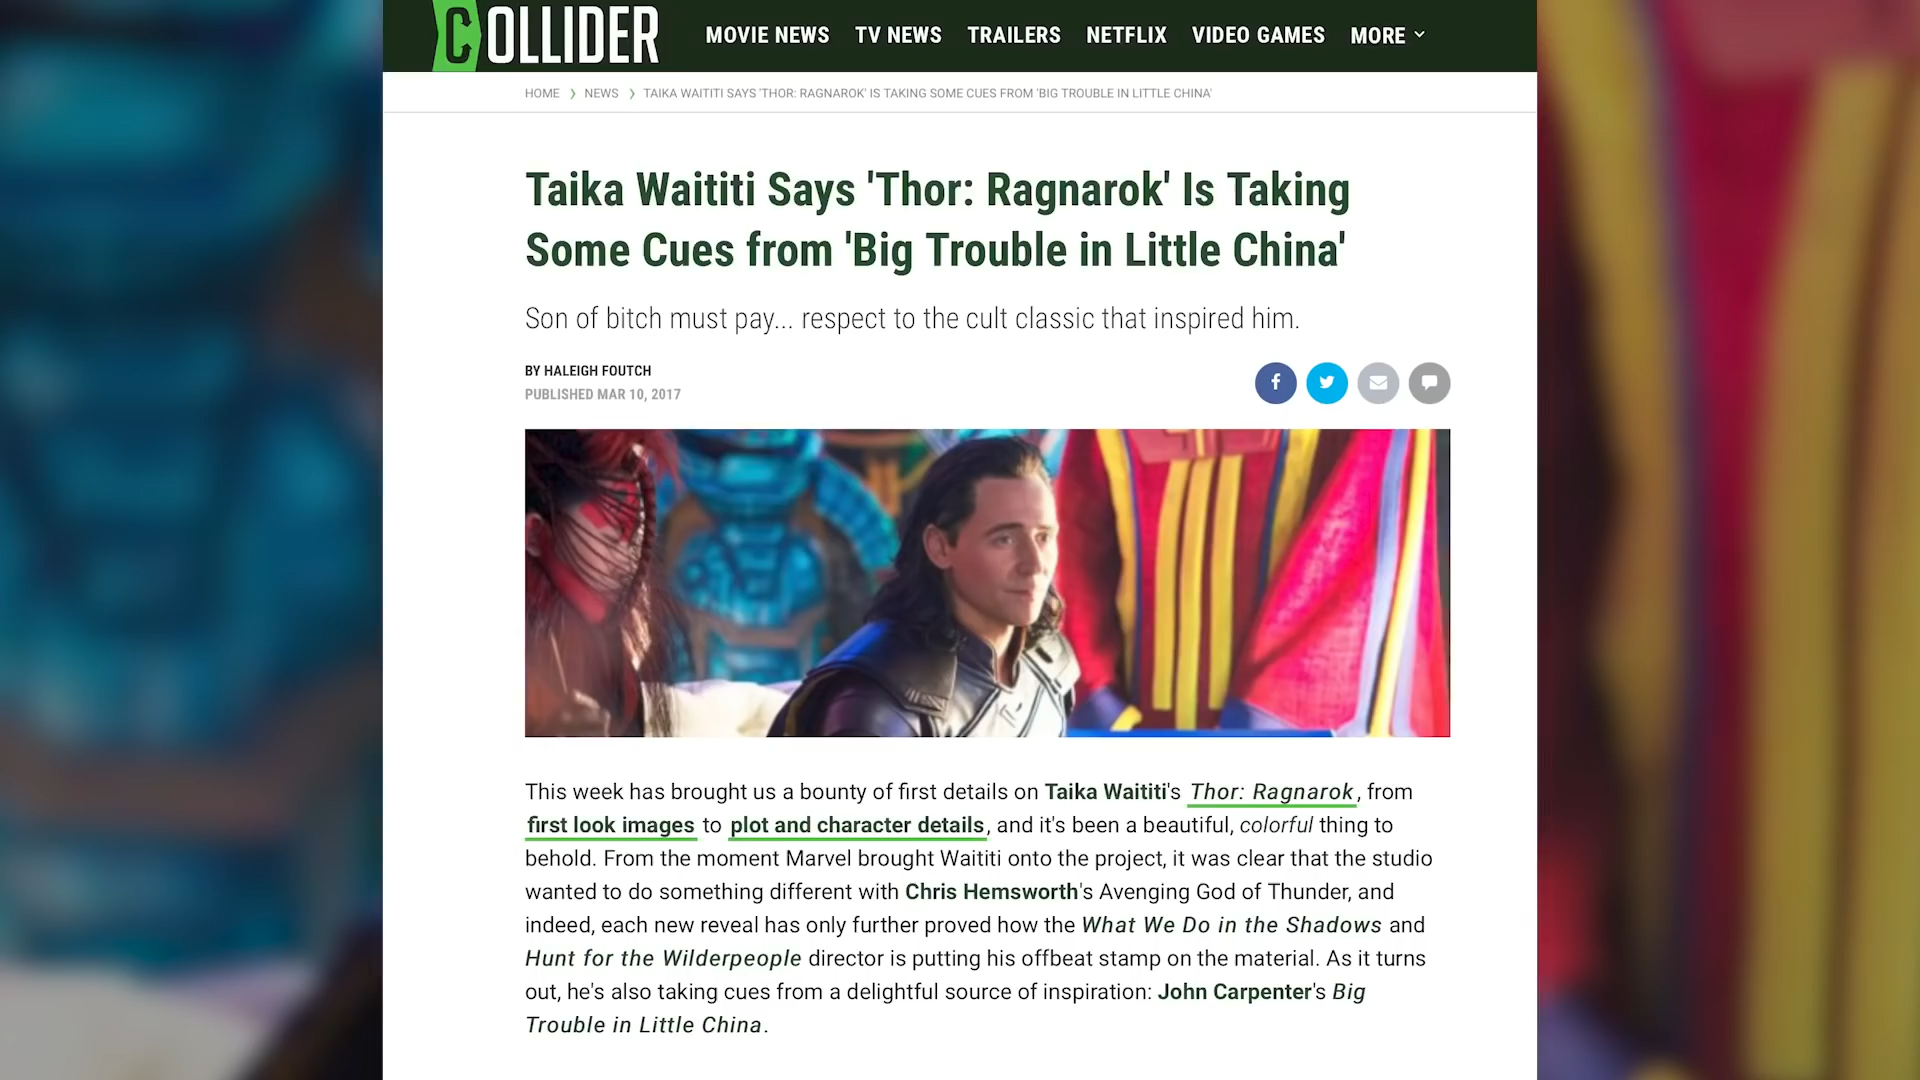 COLLIDER
MOVIE NEWS TV NEWS TRAILERS NETFLIX VIDEO GAMES MORE
HOME > NEWS > TAIKA WAITITI SAYS 'THOR: RAGNAROK' IS TAKING SOME CUES FROM 'BIG TROUBLE IN LITTLE CHINA'
Taika Waititi Says 'Thor: Ragnarok' Is Taking
Some Cues from 'Big Trouble in Little China'
Son of bitch must pay... respect to the cult classic that inspired him.
BY HALEIGH FOUTCH
PUBLISHED MAR 10, 2017
This week has brought us a bounty of first details on Taika Waititi's Thor: Ragnarok, from
first look images to plot and character details, and it's been a beautiful, colorful thing to
behold. From the moment Marvel brought Waititi onto the project, it was clear that the studio
wanted to do something different with Chris Hemsworth's Avenging God of Thunder, and
indeed, each new reveal has only further proved how the What We Do in the Shadows and
Hunt for the Wilderpeople director is putting his offbeat stamp on the material. As it turns
out, he's also taking cues from a delightful source of inspiration: John Carpenter's Big
Trouble in Little China.